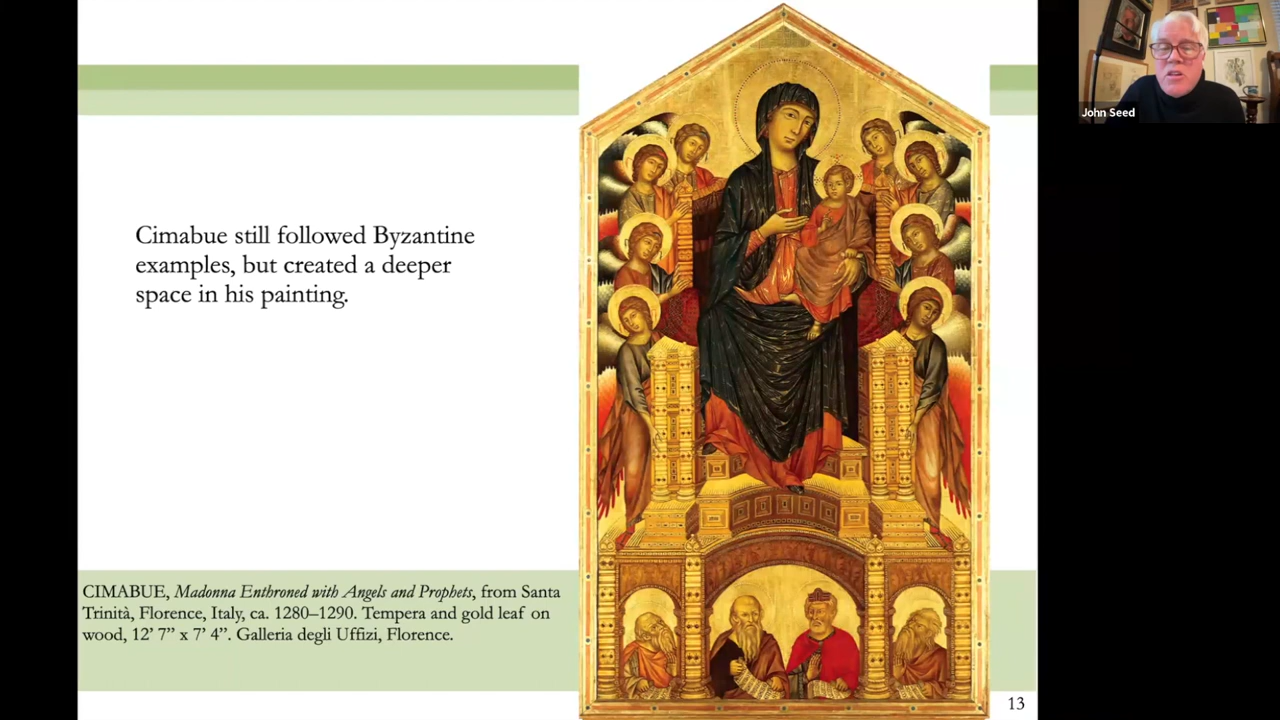 Cimabue still followed Byzantine
examples, but created a deeper
space in his painting.
CIMABUE, Madonna Enthroned with Angels and Prophets, from Santa
Trinità, Florence, Italy, ca. 1280–1290. Tempera and gold leaf on
wood, 12’ 7” x 7’ 4”. Galleria degli Uffizi, Florence.
13
John Seed